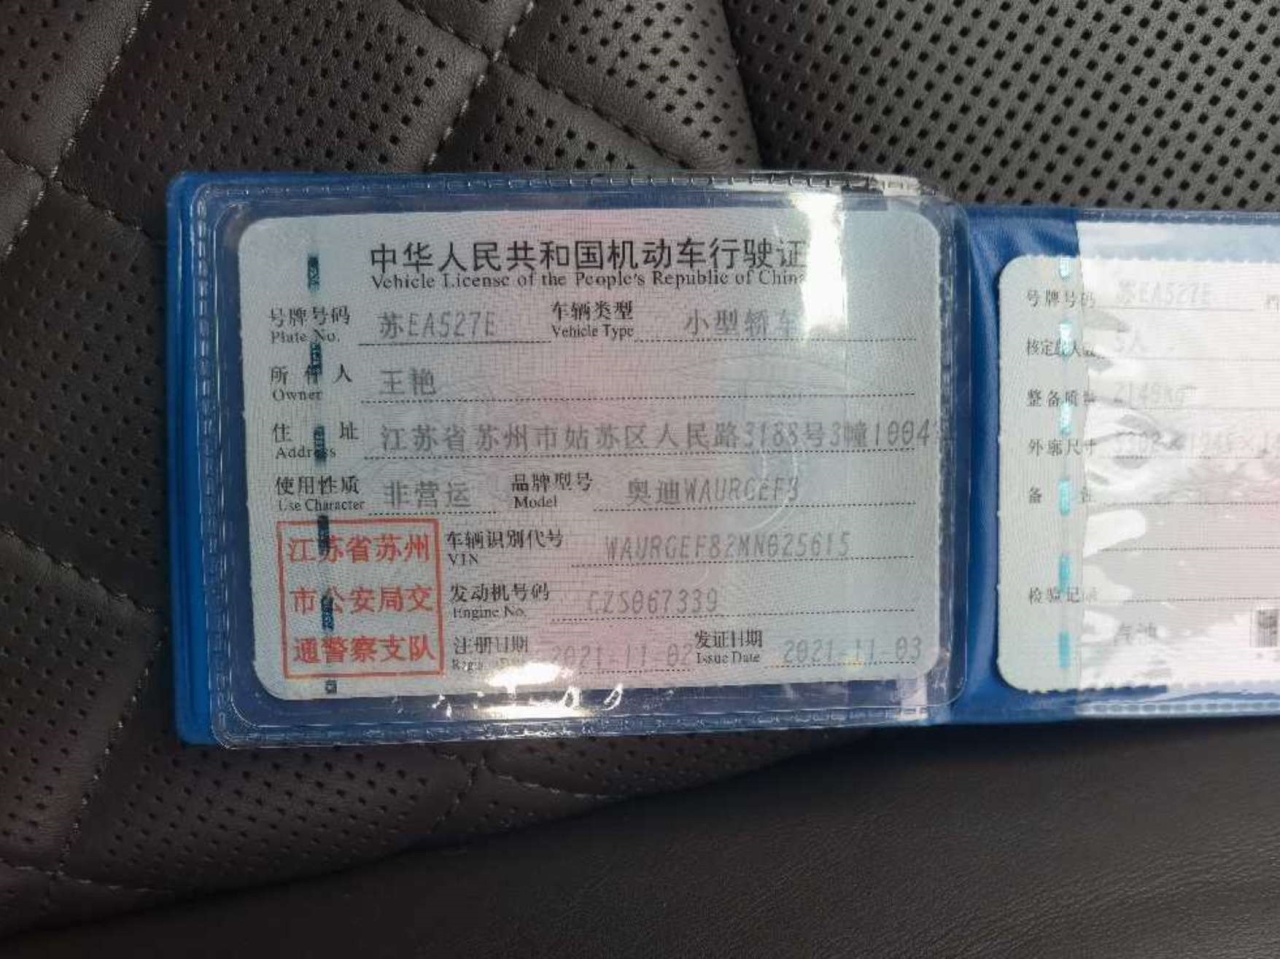 中华人民共和国机动车行驶证
Vehicle License of the People's Republic of China
号牌号码 苏EA527E 车辆类型 小型轿车
Plate No. Vehicle Type
所有人 王艳
Owner
住址 江苏省苏州市姑苏区人民路3188号3幢1004
Address
使用性质 非营运 品牌型号 奥迪WAURGEF8
Use Character Model
江苏省苏州
市公安局交
通警察支队
车辆识别代号 WAURGEF82MN025615
VIN
发动机号码 CZS067339
Engine No.
注册日期 2021-11-02 发证日期 2021-11-03
Issue Date
号牌号码 苏EA527E
核定载人数 5人
整备质量
外廓尺寸
备注
检验记录
汽油